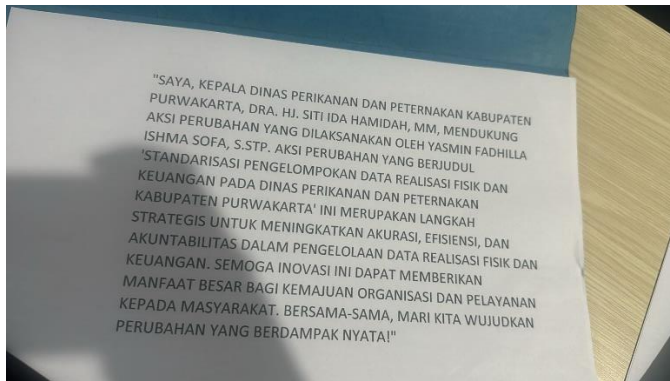 "SAYA, KEPALA DINAS PERIKANAN DAN PETERNAKAN KABUPATEN
PURWAKARTA, DRA. HJ. SITI IDA HAMIDAH, MM, MENDUKUNG
AKSI PERUBAHAN YANG DILAKSANAKAN OLEH YASMIN FADHILLA
ISHMA SOFA, S.STP. AKSI PERUBAHAN YANG BERJUDUL
'STANDARISASI PENGELOMPOKAN DATA REALISASI FISIK DAN
KEUANGAN PADA DINAS PERIKANAN DAN PETERNAKAN
KABUPATEN PURWAKARTA' INI MERUPAKAN LANGKAH
STRATEGIS UNTUK MENINGKATKAN AKURASI, EFISIENSI, DAN
AKUNTABILITAS DALAM PENGELOLAAN DATA REALISASI FISIK DAN
KEUANGAN. SEMOGA INOVASI INI DAPAT MEMBERIKAN
MANFAAT BESAR BAGI KEMAJUAN ORGANISASI DAN PELAYANAN
KEPADA MASYARAKAT. BERSAMA-SAMA, MARI KITA WUJUDKAN
PERUBAHAN YANG BERDAMPAK NYATA!"